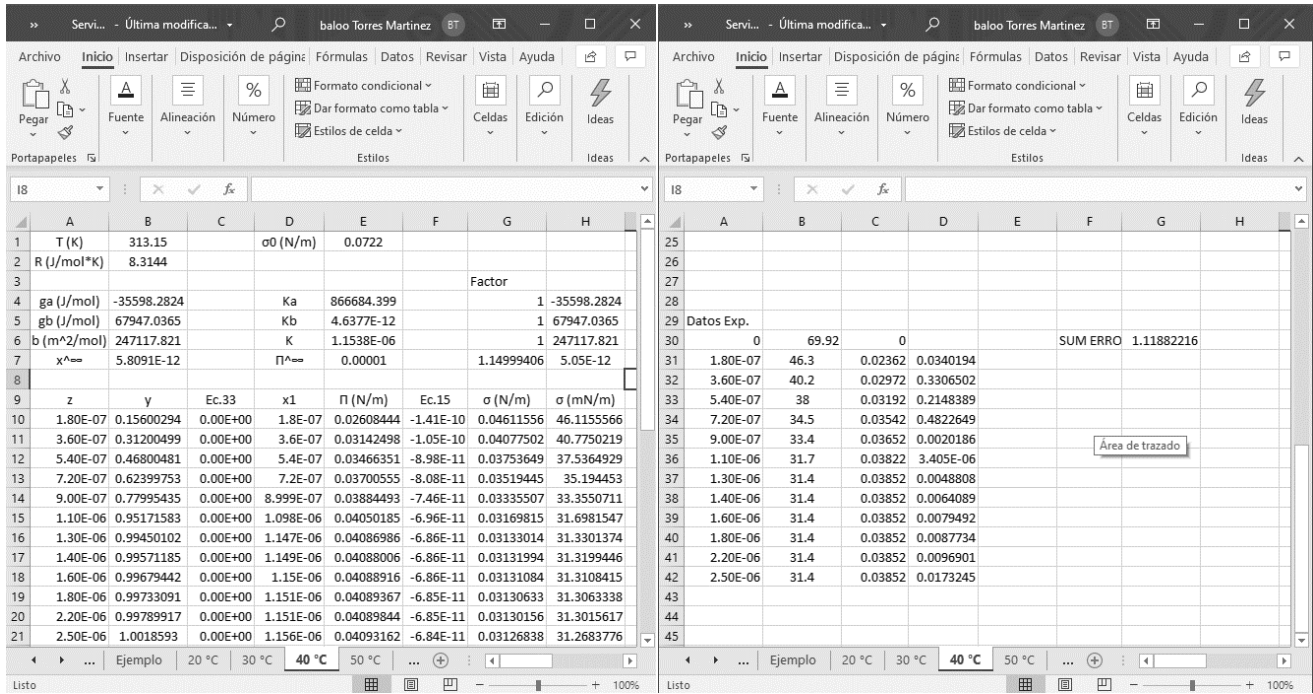 » Servi... - Última modifica... baloo Torres Martinez BT
Archivo Inicio Insertar Disposición de página Fórmulas Datos Revisar Vista Ayuda
Pegar Fuente Alineación Número Formato condicional Dar formato como tabla Estilos de celda Celdas Edición Ideas
Portapapeles Estilos Ideas
I8 fx
A B C D E F G H
1 T (K) 313.15 σ0 (N/m) 0.0722
2 R (J/mol*K) 8.3144
3 Factor
4 ga (J/mol) -35598.2824 Ka 866684.399 1 -35598.2824
5 gb (J/mol) 67947.0365 Kb 4.6377E-12 1 67947.0365
6 b (m^2/mol) 247117.821 K 1.1538E-06 1 247117.821
7 x^∞ 5.8091E-12 Π^∞ 0.00001 1.14999406 5.05E-12
8
9 z y Ec.33 x1 Π (N/m) Ec.15 σ (N/m) σ (mN/m)
10 1.80E-07 0.15600294 0.00E+00 1.8E-07 0.02608444 -1.41E-10 0.04611556 46.1155566
11 3.60E-07 0.31200499 0.00E+00 3.6E-07 0.03142498 -1.05E-10 0.04077502 40.7750219
12 5.40E-07 0.46800481 0.00E+00 5.4E-07 0.03466351 -8.98E-11 0.03753649 37.5364929
13 7.20E-07 0.62399753 0.00E+00 7.2E-07 0.03700555 -8.08E-11 0.03519445 35.194453
14 9.00E-07 0.77995435 0.00E+00 8.999E-07 0.03884493 -7.46E-11 0.03335507 33.3550711
15 1.10E-06 0.95171583 0.00E+00 1.098E-06 0.04050185 -6.96E-11 0.03169815 31.6981547
16 1.30E-06 0.99450102 0.00E+00 1.147E-06 0.04086986 -6.86E-11 0.03133014 31.3301374
17 1.40E-06 0.99571185 0.00E+00 1.149E-06 0.04088006 -6.86E-11 0.03131994 31.3199446
18 1.60E-06 0.99679442 0.00E+00 1.15E-06 0.04088916 -6.86E-11 0.03131084 31.3108415
19 1.80E-06 0.99733091 0.00E+00 1.151E-06 0.04089367 -6.85E-11 0.03130633 31.3063338
20 2.20E-06 0.99789917 0.00E+00 1.151E-06 0.04089844 -6.85E-11 0.03130156 31.3015617
21 2.50E-06 1.0018593 0.00E+00 1.156E-06 0.04093162 -6.84E-11 0.03126838 31.2683776
... Ejemplo 20 °C 30 °C 40 °C 50 °C ...
Listo 100%
» Servi... - Última modifica... baloo Torres Martinez BT
Archivo Inicio Insertar Disposición de página Fórmulas Datos Revisar Vista Ayuda
Pegar Fuente Alineación Número Formato condicional Dar formato como tabla Estilos de celda Celdas Edición Ideas
Portapapeles Estilos Ideas
I8 fx
A B C D E F G H
25
26
27
28
29 Datos Exp.
30 0 69.92 0 SUM ERRO 1.11882216
31 1.80E-07 46.3 0.02362 0.0340194
32 3.60E-07 40.2 0.02972 0.3306502
33 5.40E-07 38 0.03192 0.2148389
34 7.20E-07 34.5 0.03542 0.4822649
35 9.00E-07 33.4 0.03652 0.0020186
Área de trazado
36 1.10E-06 31.7 0.03822 3.405E-06
37 1.30E-06 31.4 0.03852 0.0048808
38 1.40E-06 31.4 0.03852 0.0064089
39 1.60E-06 31.4 0.03852 0.0079492
40 1.80E-06 31.4 0.03852 0.0087734
41 2.20E-06 31.4 0.03852 0.0096901
42 2.50E-06 31.4 0.03852 0.0173245
43
44
45
... Ejemplo 20 °C 30 °C 40 °C 50 °C ...
Listo 100%